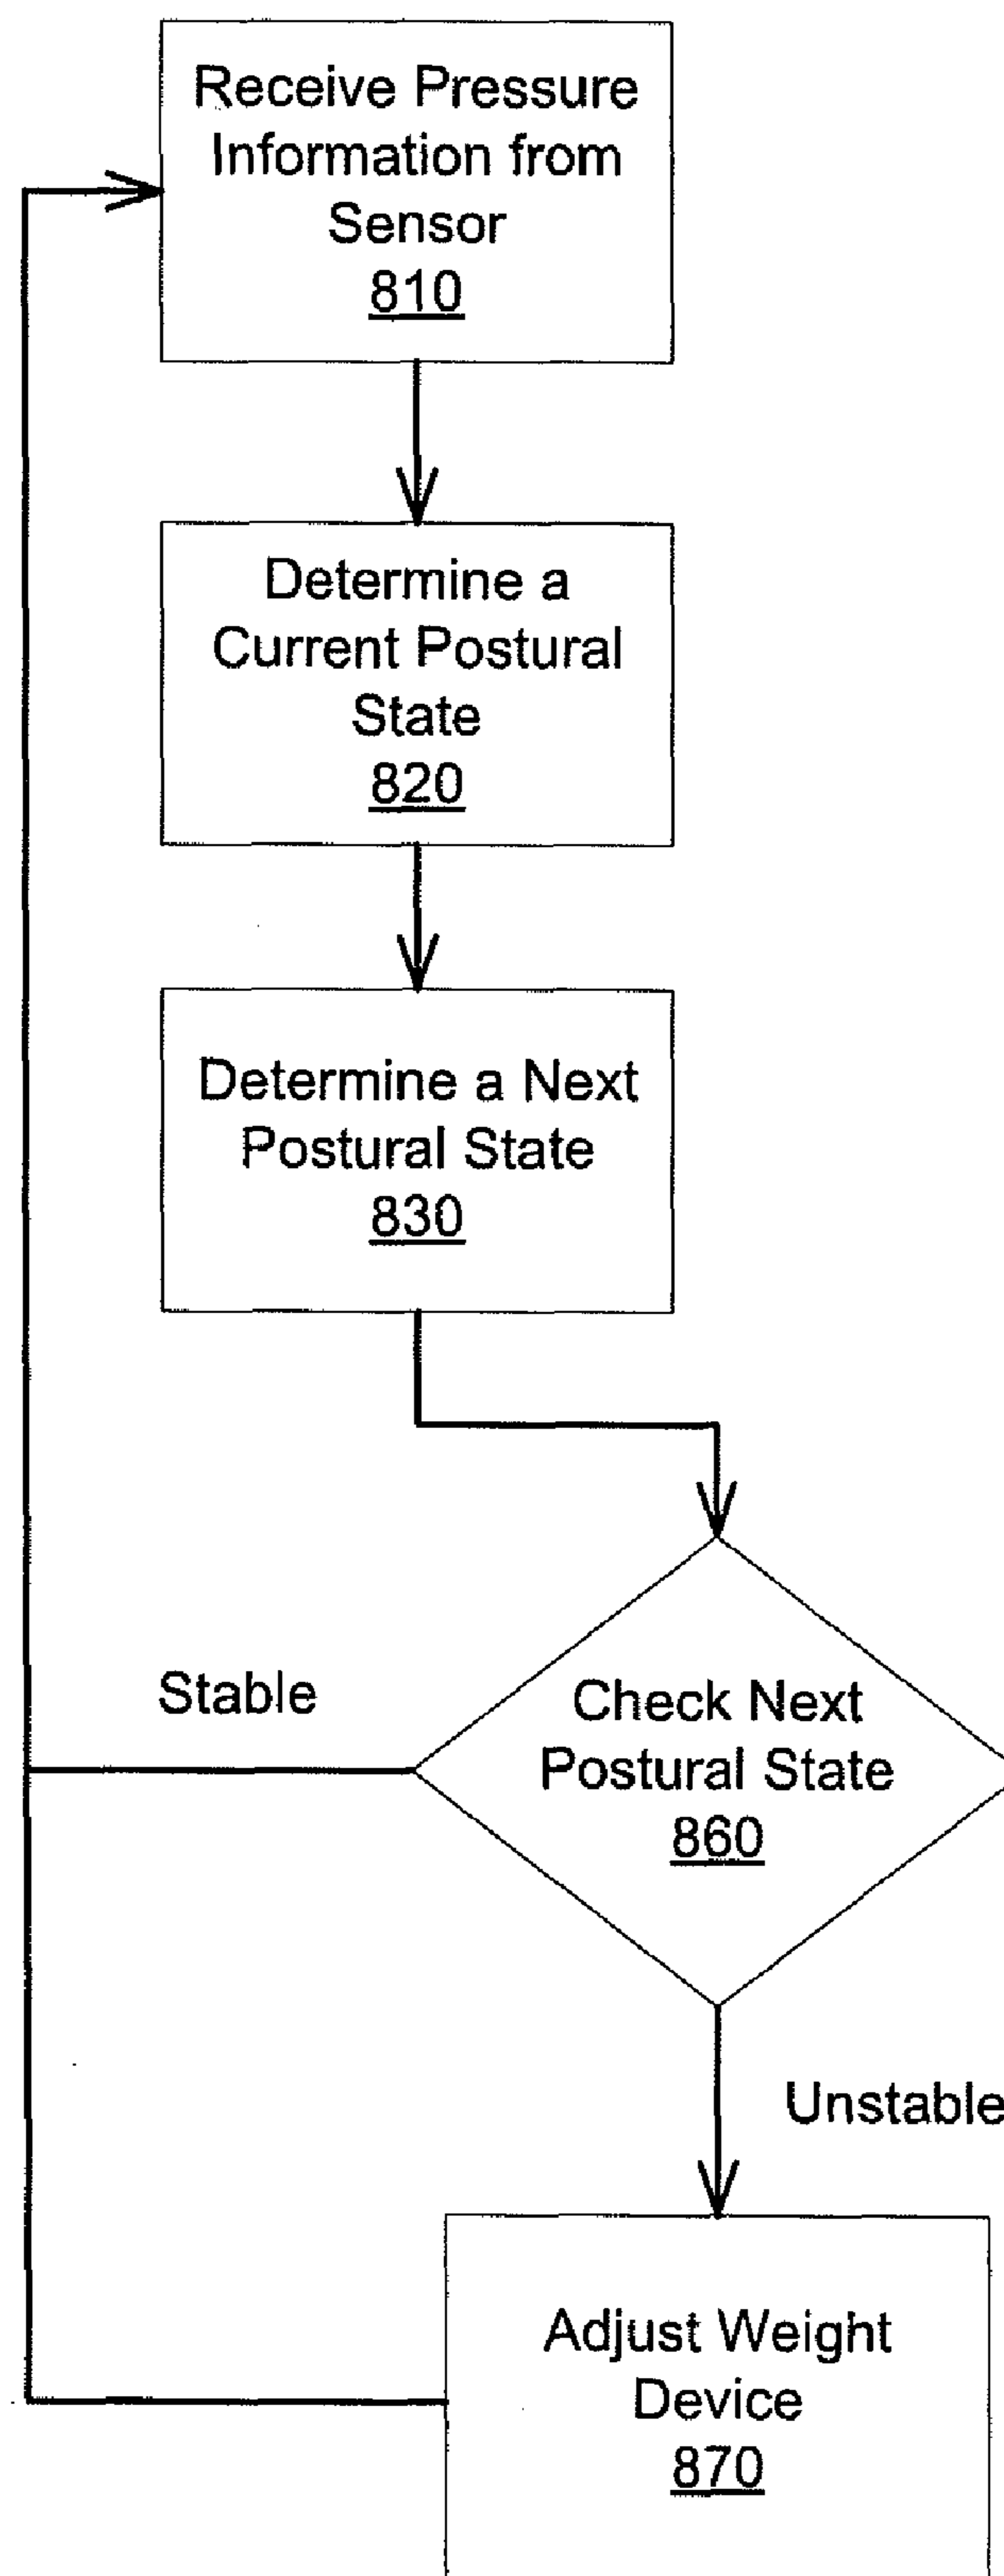 Receive Pressure
Information from
Sensor
810
Determine a
Current Postural
State
820
Determine a Next
Postural State
830
Stable
Check Next
Postural State
860
Unstable
Adjust Weight
Device
870